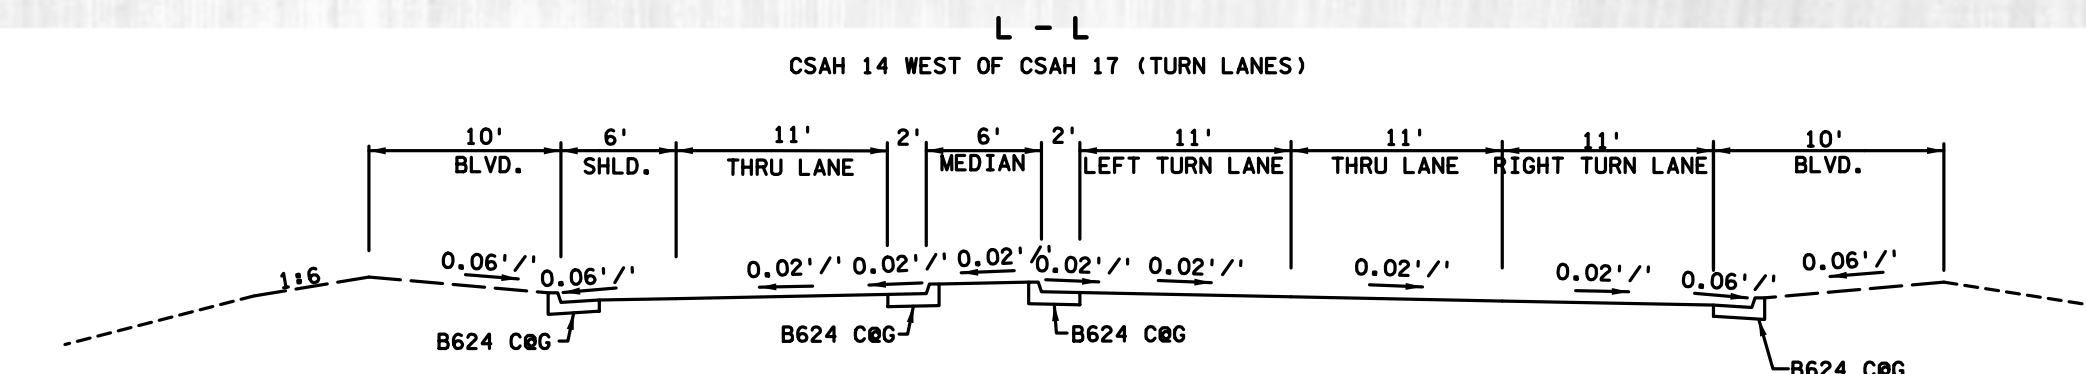 L - L
CSAH 14 WEST OF CSAH 17 (TURN LANES)
10' 6' 11' 2' 6' 2' 11' 11' 11' 10'
BLVD. SHLD. THRU LANE MEDIAN LEFT TURN LANE THRU LANE RIGHT TURN LANE BLVD.
1:6 0.06'/' 0.06'/' 0.02'/' 0.02'/' 0.02'/' 0.02'/' 0.02'/' 0.02'/' 0.02'/' 0.06'/' 0.06'/'
B624 C@G B624 C@G B624 C@G B624 C@G